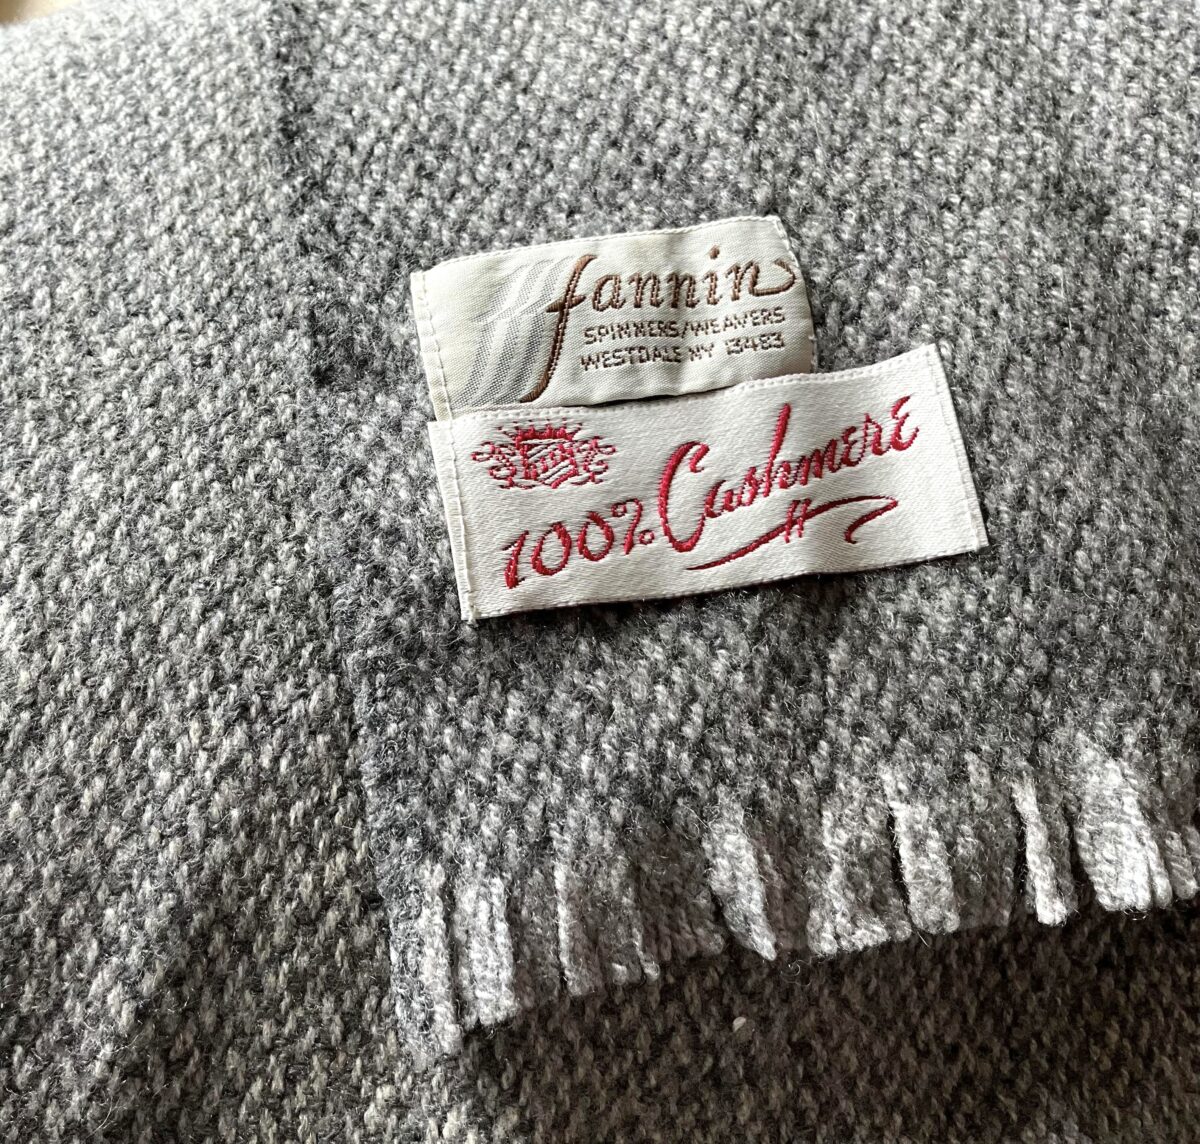 fannin
SPINNERS/WEAVERS
WESTDALE NY 13483
100% Cashmere